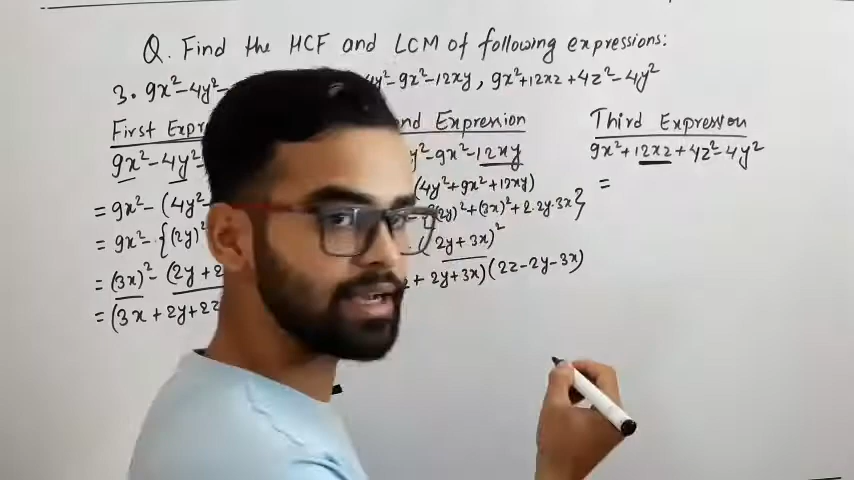 Q. Find the HCF and LCM of following expressions:
3. 9x²-4y²- 4y²-9x²-12xy, 9x²+12xz+4z²-4y²
First Expr nd Expression Third Expression
9x²-4y² y²-9x²-12xy 9x²+12xz+4z²-4y²
= 9x²-(4y² (4y²+9x²+12xy) =
= 9x²-{(2y)² {(2y)²+(3x)²+2.2y.3x}
= (3x)²-(2y+2 (2y+3x)²
= (3x+2y+2z + 2y+3x)(2z-2y-3x)